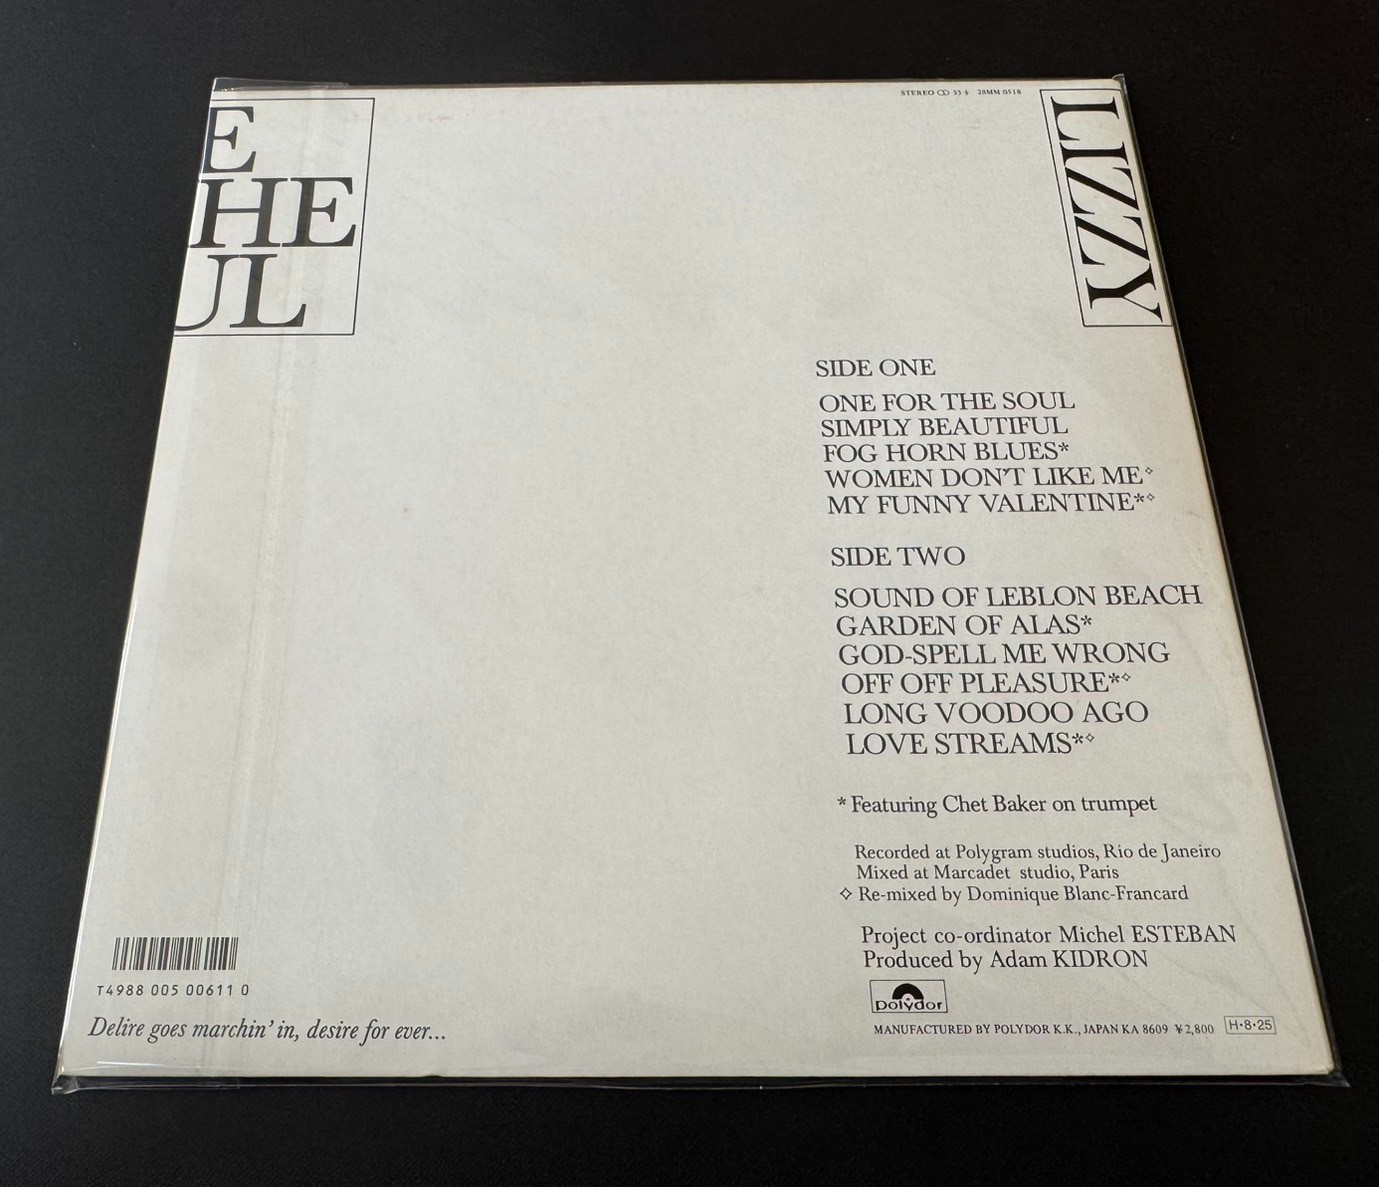 E
HE
UL
STEREO 33⅓ 28MM 0518
LIZZY
SIDE ONE
ONE FOR THE SOUL
SIMPLY BEAUTIFUL
FOG HORN BLUES*
WOMEN DON'T LIKE ME◇
MY FUNNY VALENTINE*◇
SIDE TWO
SOUND OF LEBLON BEACH
GARDEN OF ALAS*
GOD-SPELL ME WRONG
OFF OFF PLEASURE*◇
LONG VOODOO AGO
LOVE STREAMS*◇
* Featuring Chet Baker on trumpet
Recorded at Polygram studios, Rio de Janeiro
Mixed at Marcadet studio, Paris
◇ Re-mixed by Dominique Blanc-Francard
Project co-ordinator Michel ESTEBAN
Produced by Adam KIDRON
Polydor
MANUFACTURED BY POLYDOR K.K., JAPAN KA 8609 ¥2,800 H·8·25
T4988 005 00611 0
Delire goes marchin' in, desire for ever...